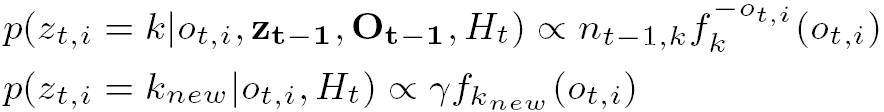 p(z_{t,i} = k|o_{t,i}, \mathbf{z_{t-1}}, \mathbf{O_{t-1}}, H_t) \propto n_{t-1,k} f_k^{-o_{t,i}}(o_{t,i})
p(z_{t,i} = k_{new}|o_{t,i}, H_t) \propto \gamma f_{k_{new}}(o_{t,i})